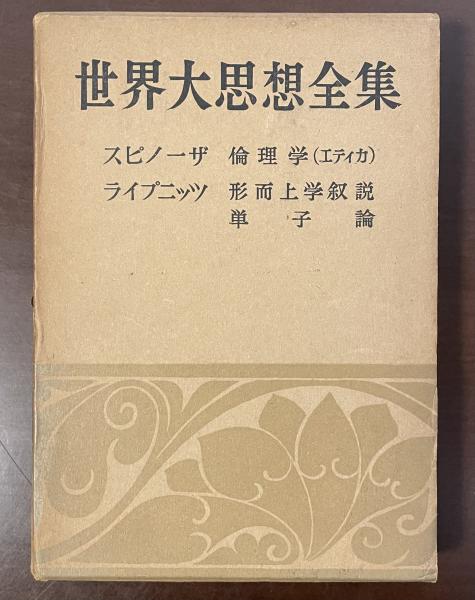 世界大思想全集
スピノーザ 倫理学(エティカ)
ライプニッツ 形而上学叙説
単子論